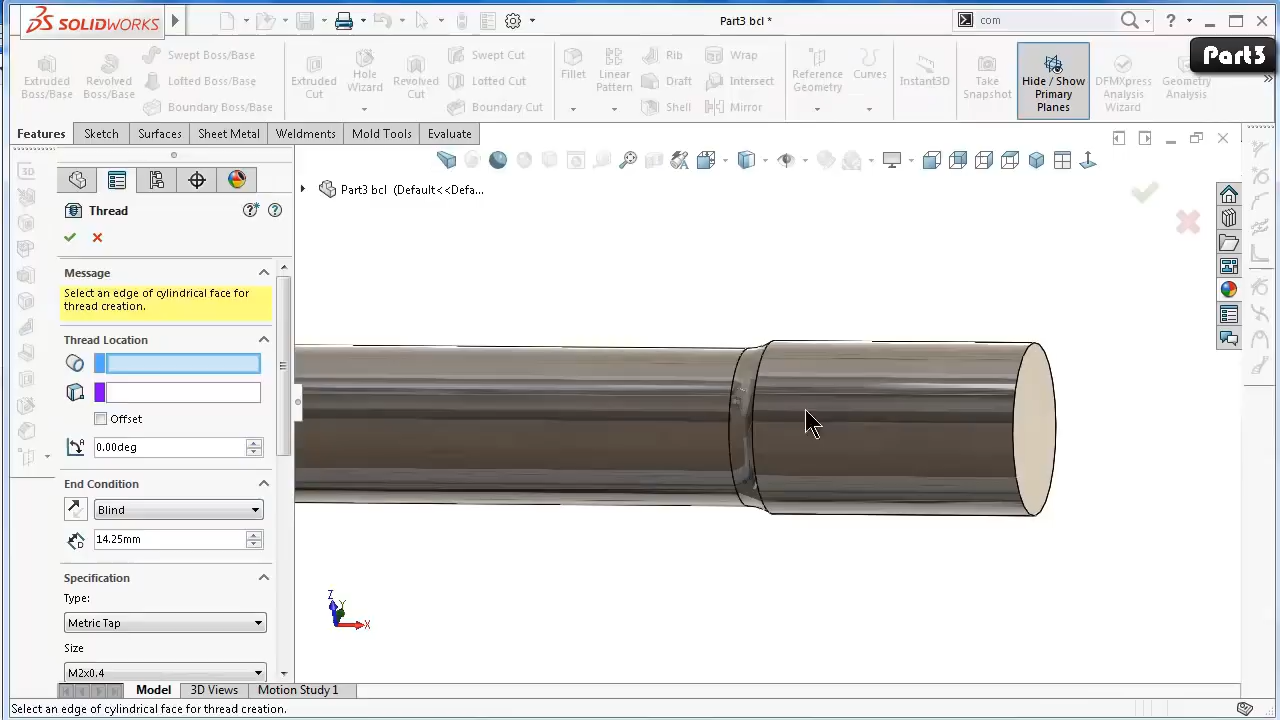 SOLIDWORKS
Part3 bcl *
com
Part3
Extruded Boss/Base
Revolved Boss/Base
Swept Boss/Base
Lofted Boss/Base
Boundary Boss/Base
Extruded Cut
Hole Wizard
Revolved Cut
Swept Cut
Lofted Cut
Boundary Cut
Fillet
Linear Pattern
Rib
Draft
Shell
Wrap
Intersect
Mirror
Reference Geometry
Curves
Instant3D
Take Snapshot
Hide / Show Primary Planes
DFMXpress Analysis Wizard
Geometry Analysis
Features
Sketch
Surfaces
Sheet Metal
Weldments
Mold Tools
Evaluate
Part3 bcl (Default<<Defa...
Thread
Message
Select an edge of cylindrical face for
thread creation.
Thread Location
Offset
0.00deg
End Condition
Blind
14.25mm
Specification
Type:
Metric Tap
Size
M2x0.4
Z
Y
X
Model
3D Views
Motion Study 1
Select an edge of cylindrical face for thread creation.